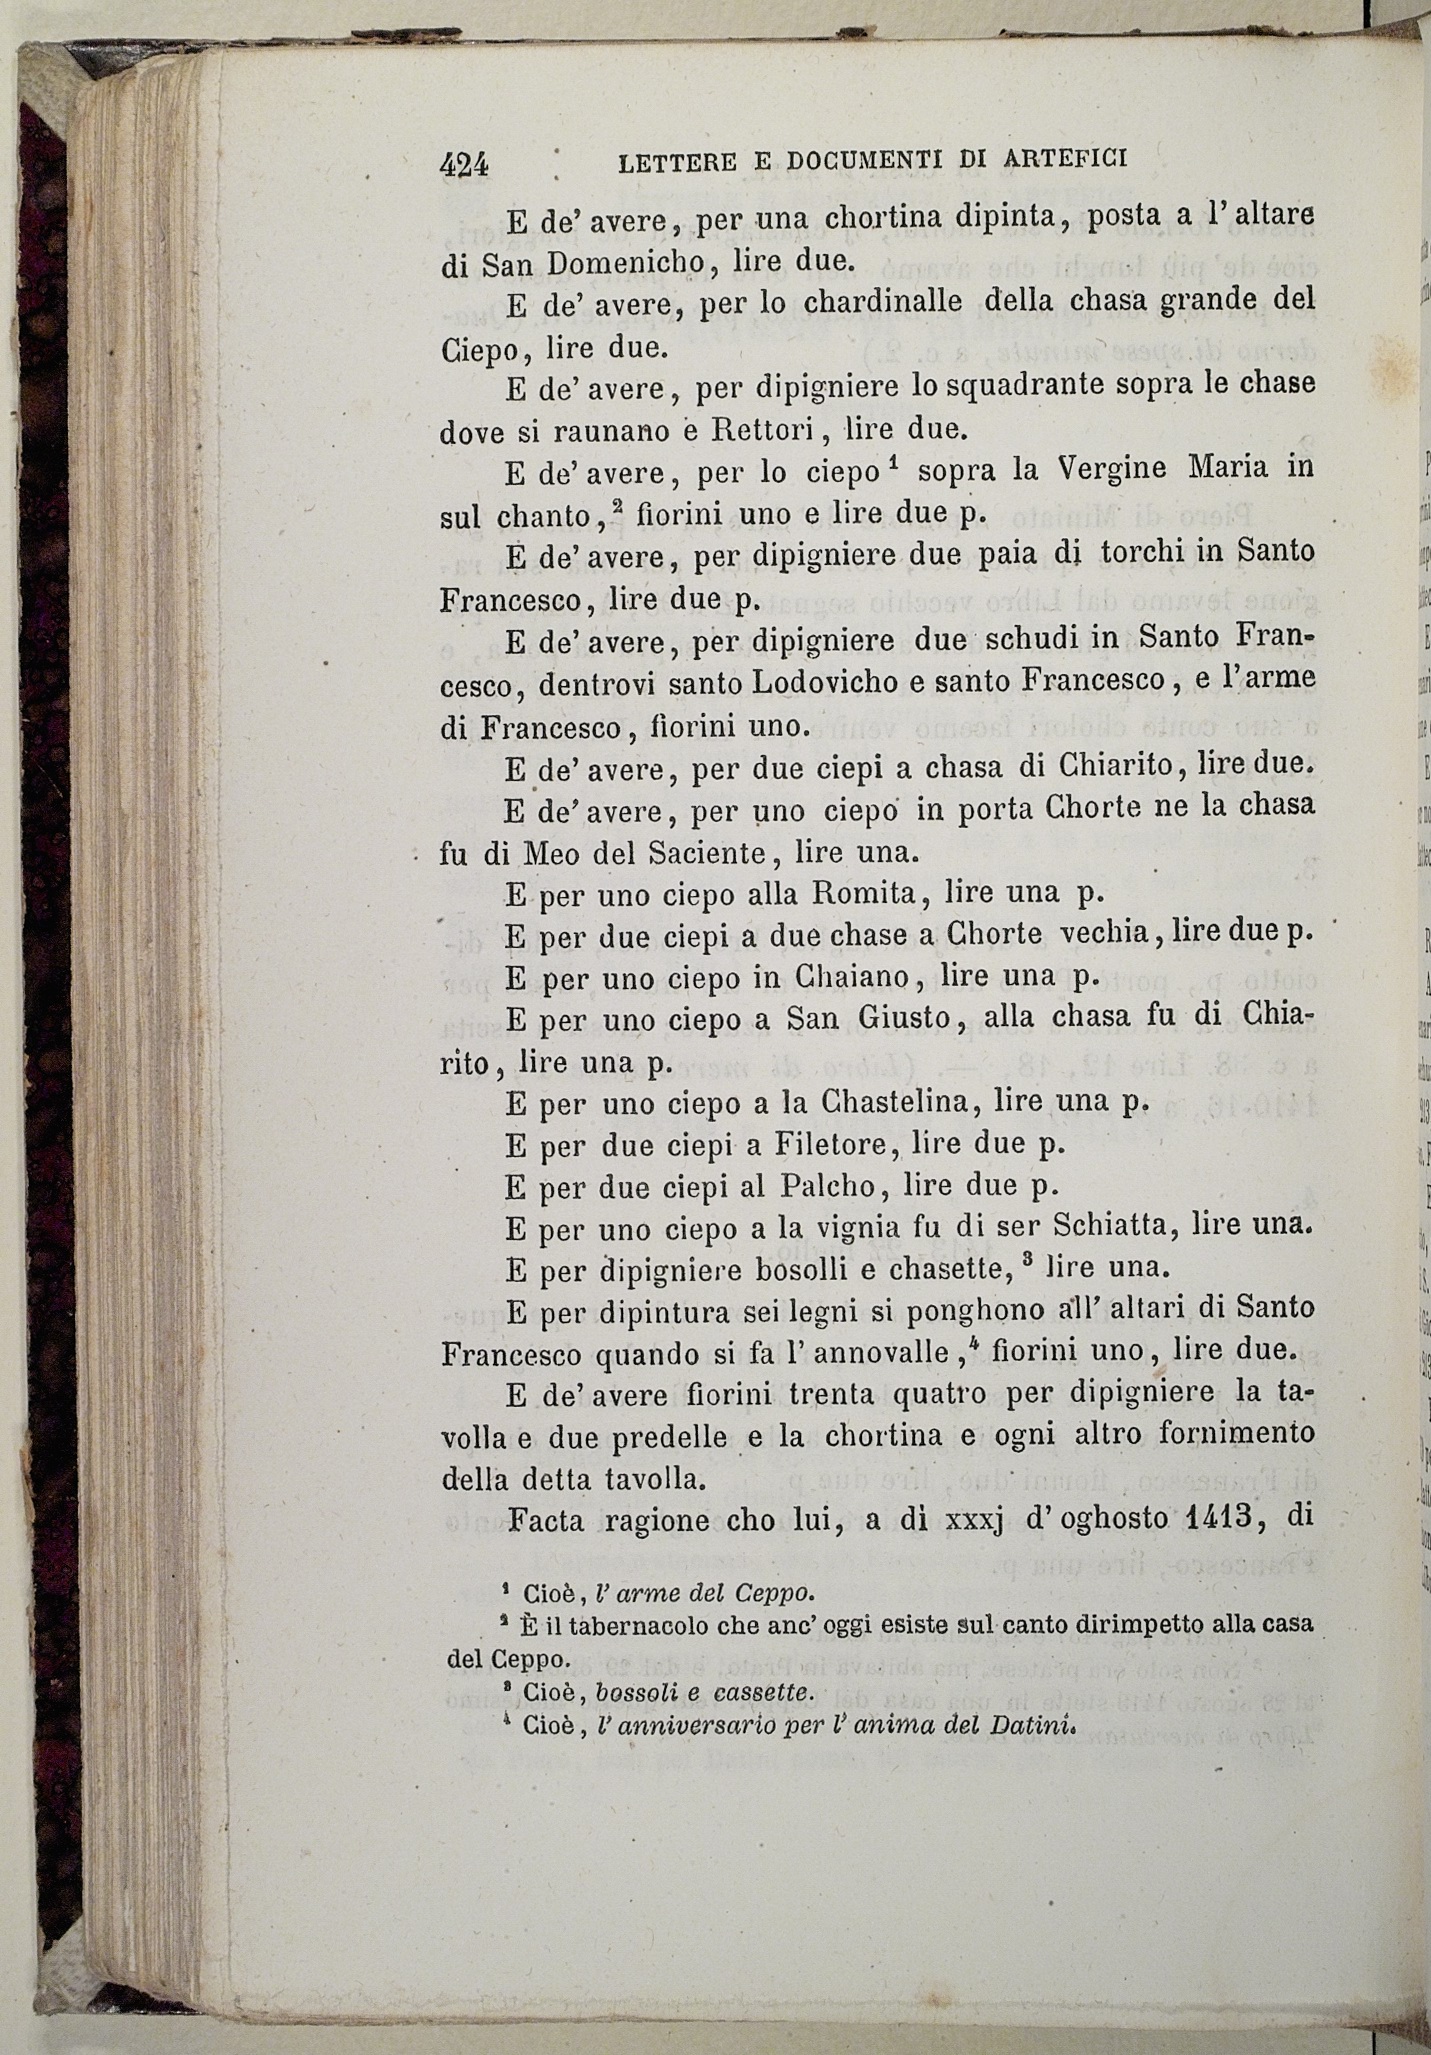 424 LETTERE E DOCUMENTI DI ARTEFICI
E de' avere, per una chortina dipinta, posta a l'altare
di San Domenicho, lire due.
E de' avere, per lo chardinalle della chasa grande del
Ciepo, lire due.
E de' avere, per dipigniere lo squadrante sopra le chase
dove si raunano e Rettori, lire due.
E de' avere, per lo ciepo ¹ sopra la Vergine Maria in
sul chanto,² fiorini uno e lire due p.
E de' avere, per dipigniere due paia di torchi in Santo
Francesco, lire due p.
E de' avere, per dipigniere due schudi in Santo Fran-
cesco, dentrovi santo Lodovicho e santo Francesco, e l'arme
di Francesco, fiorini uno.
E de' avere, per due ciepi a chasa di Chiarito, lire due.
E de' avere, per uno ciepo in porta Chorte ne la chasa
fu di Meo del Saciente, lire una.
E per uno ciepo alla Romita, lire una p.
E per due ciepi a due chase a Chorte vechia, lire due p.
E per uno ciepo in Chaiano, lire una p.
E per uno ciepo a San Giusto, alla chasa fu di Chia-
rito, lire una p.
E per uno ciepo a la Chastelina, lire una p.
E per due ciepi a Filetore, lire due p.
E per due ciepi al Palcho, lire due p.
E per uno ciepo a la vignia fu di ser Schiatta, lire una.
E per dipigniere bosolli e chasette, ³ lire una.
E per dipintura sei legni si ponghono all' altari di Santo
Francesco quando si fa l' annovalle,⁴ fiorini uno, lire due.
E de' avere fiorini trenta quatro per dipigniere la ta-
volla e due predelle e la chortina e ogni altro fornimento
della detta tavolla.
Facta ragione cho lui, a dì xxxj d' oghosto 1413, di
¹ Cioè, l' arme del Ceppo.
² È il tabernacolo che anc' oggi esiste sul canto dirimpetto alla casa
del Ceppo.
³ Cioè, bossoli e cassette.
⁴ Cioè, l' anniversario per l' anima del Datini.